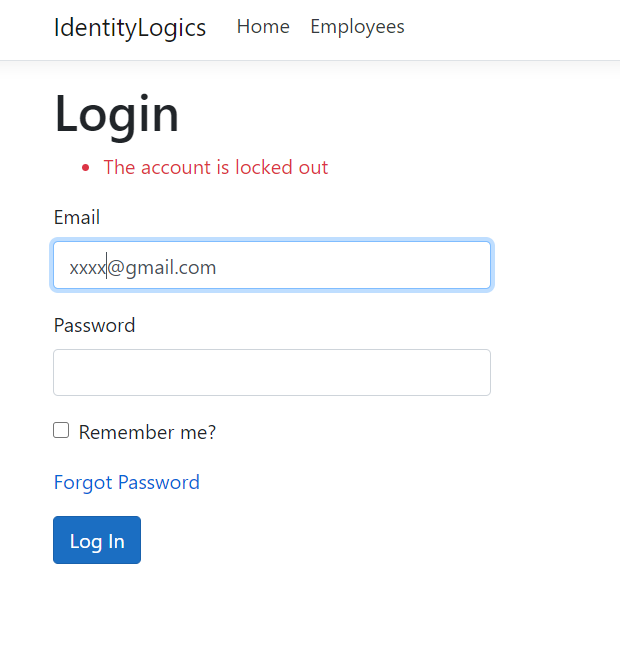 IdentityLogics Home Employees
Login
The account is locked out
Email
xxxx@gmail.com
Password
Remember me?
Forgot Password
Log In